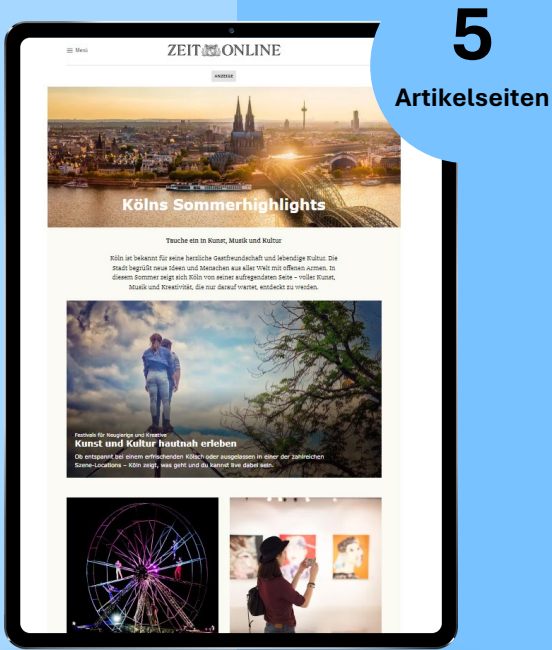 5
Artikelseiten
Menü
ZEIT ONLINE
ANZEIGE
Kölns Sommerhighlights
Tauche ein in Kunst, Musik und Kultur
Köln ist bekannt für seine herzliche Gastfreundschaft und lebendige Kultur. Die
Stadt begrüßt neue Ideen und Menschen aus aller Welt mit offenen Armen. In
diesem Sommer zeigt sich Köln von seiner aufregendsten Seite – voller Kunst,
Musik und Kreativität, die nur darauf wartet, entdeckt zu werden.
Festivals für Neugierige und Kreative
Kunst und Kultur hautnah erleben
Ob entspannt bei einem erfrischenden Kölsch oder ausgelassen in einer der zahlreichen
Szene-Locations – Köln zeigt, was geht und du kannst live dabei sein.